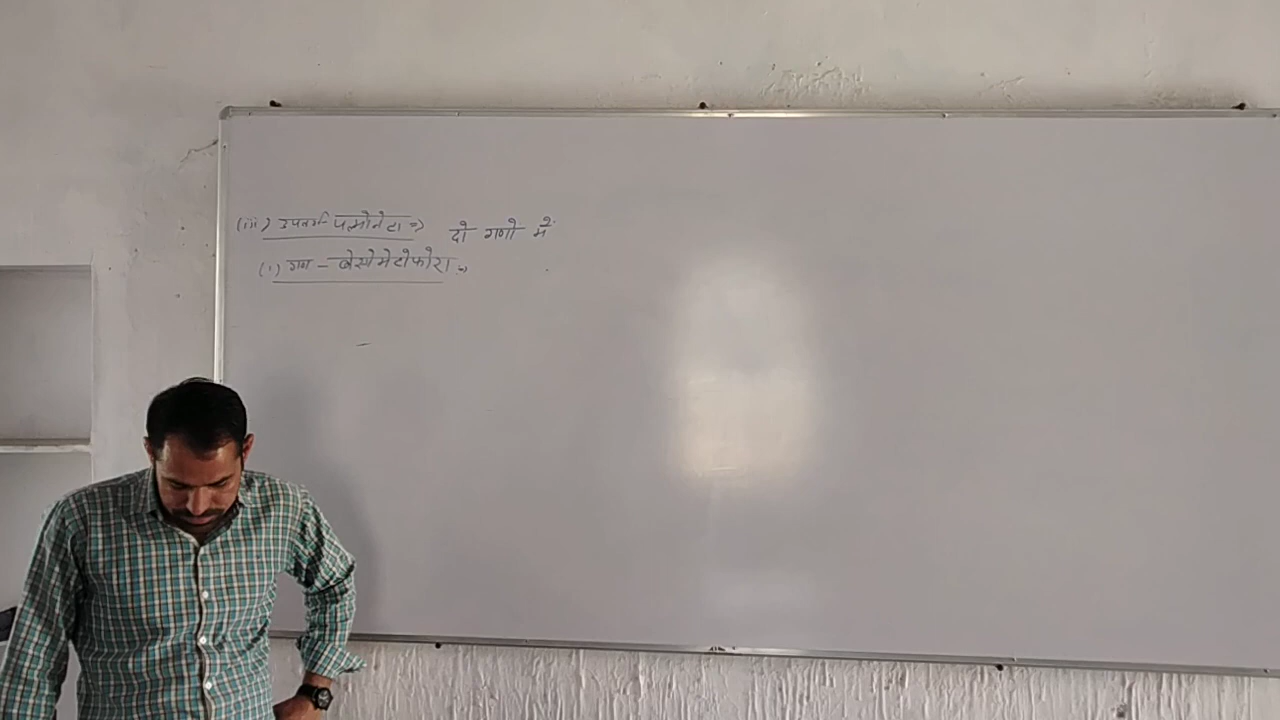 (iii) उपवर्ग- पल्मोनेटा ⇒ दो गणों में
(i) गण - बेसोमेटोफोरा ⇒